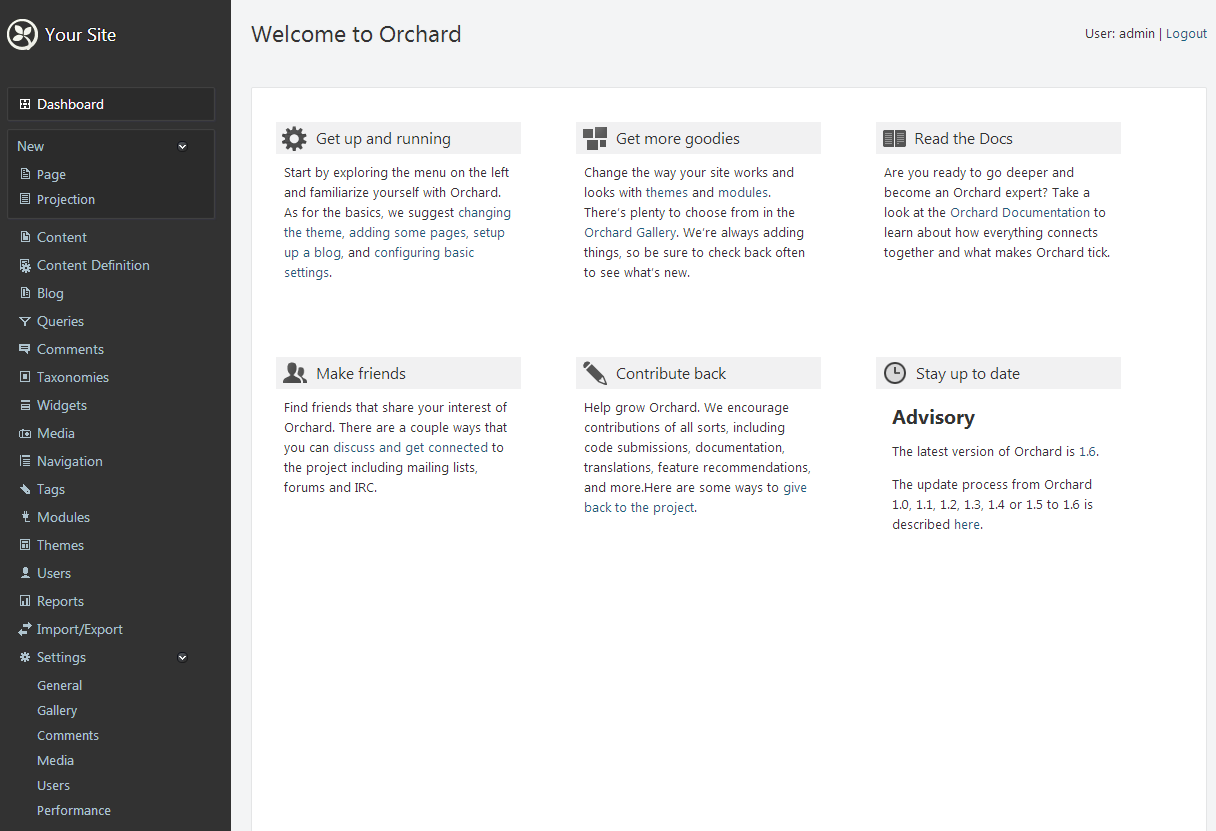 Your Site
Dashboard
New
Page
Projection
Content
Content Definition
Blog
Queries
Comments
Taxonomies
Widgets
Media
Navigation
Tags
Modules
Themes
Users
Reports
Import/Export
Settings
General
Gallery
Comments
Media
Users
Performance
Welcome to Orchard
User: admin | Logout
Get up and running
Start by exploring the menu on the left
and familiarize yourself with Orchard.
As for the basics, we suggest changing
the theme, adding some pages, setup
up a blog, and configuring basic
settings.
Get more goodies
Change the way your site works and
looks with themes and modules.
There's plenty to choose from in the
Orchard Gallery. We're always adding
things, so be sure to check back often
to see what's new.
Read the Docs
Are you ready to go deeper and
become an Orchard expert? Take a
look at the Orchard Documentation to
learn about how everything connects
together and what makes Orchard tick.
Make friends
Find friends that share your interest of
Orchard. There are a couple ways that
you can discuss and get connected to
the project including mailing lists,
forums and IRC.
Contribute back
Help grow Orchard. We encourage
contributions of all sorts, including
code submissions, documentation,
translations, feature recommendations,
and more.Here are some ways to give
back to the project.
Stay up to date
Advisory
The latest version of Orchard is 1.6.
The update process from Orchard
1.0, 1.1, 1.2, 1.3, 1.4 or 1.5 to 1.6 is
described here.